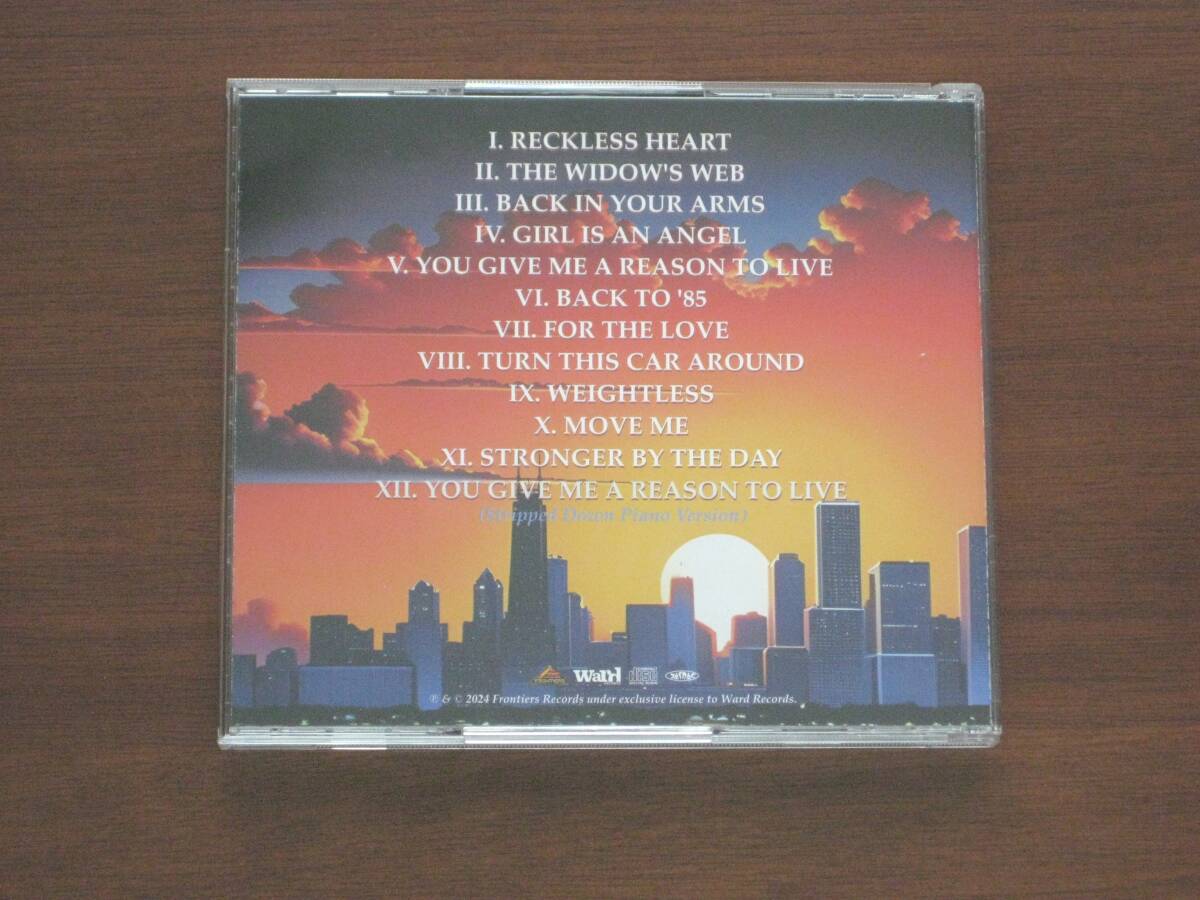 I. RECKLESS HEART
II. THE WIDOW'S WEB
III. BACK IN YOUR ARMS
IV. GIRL IS AN ANGEL
V. YOU GIVE ME A REASON TO LIVE
VI. BACK TO '85
VII. FOR THE LOVE
VIII. TURN THIS CAR AROUND
IX. WEIGHTLESS
X. MOVE ME
XI. STRONGER BY THE DAY
XII. YOU GIVE ME A REASON TO LIVE
(Stripped Down Piano Version)
Ward disc
℗ & © 2024 Frontiers Records under exclusive license to Ward Records.